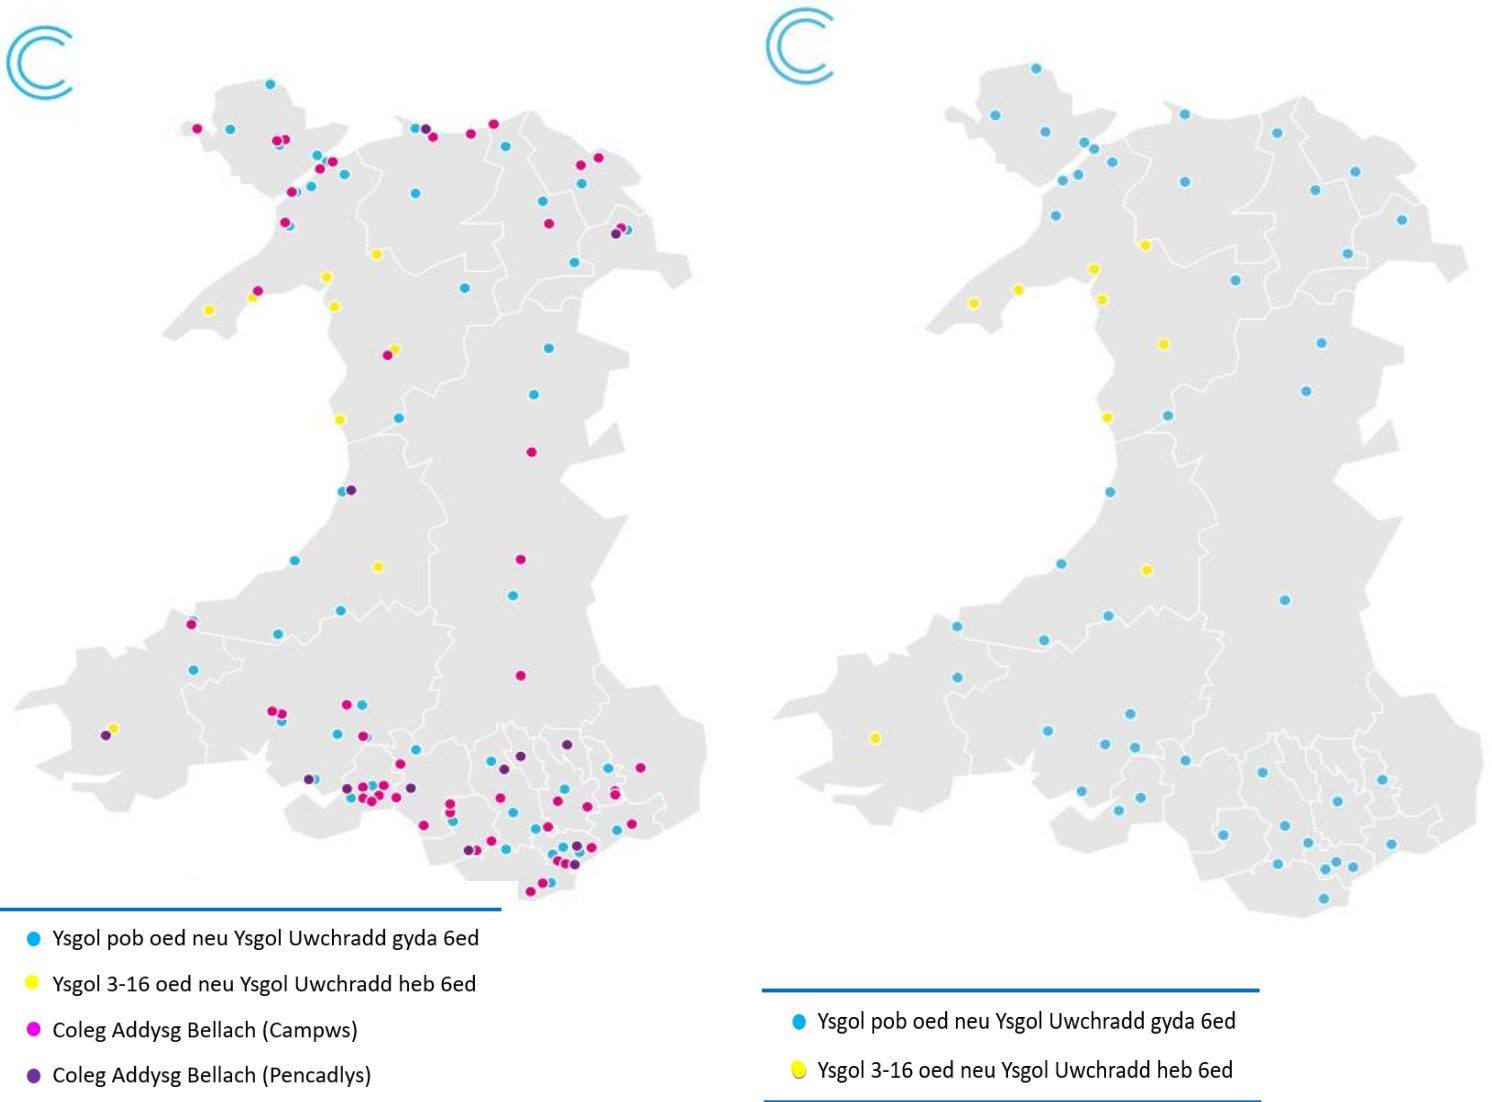 Ysgol pob oed neu Ysgol Uwchradd gyda 6ed
Ysgol 3-16 oed neu Ysgol Uwchradd heb 6ed
Coleg Addysg Bellach (Campws)
Coleg Addysg Bellach (Pencadlys)
Ysgol pob oed neu Ysgol Uwchradd gyda 6ed
Ysgol 3-16 oed neu Ysgol Uwchradd heb 6ed